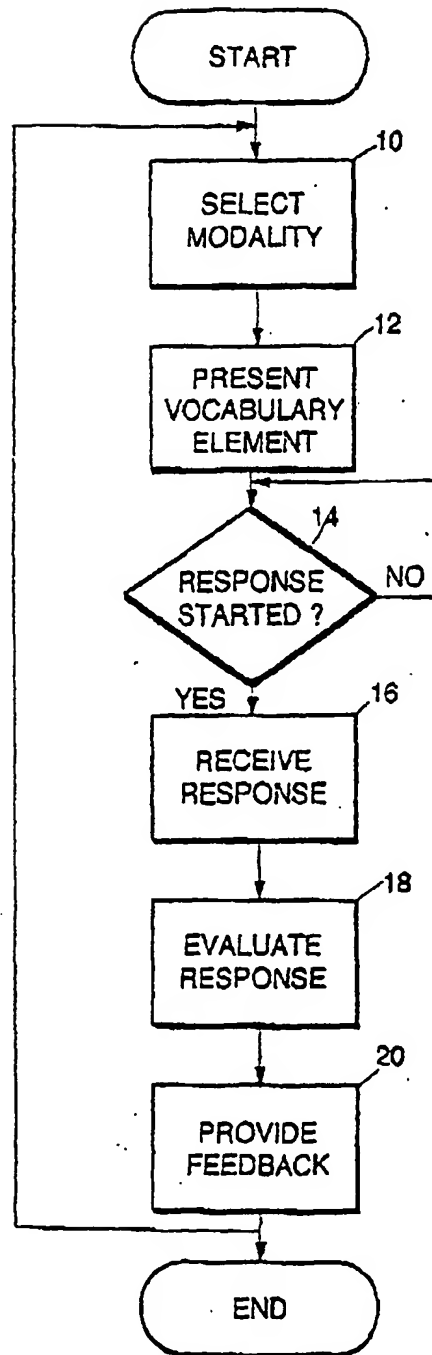 START
10
SELECT
MODALITY
12
PRESENT
VOCABULARY
ELEMENT
14
RESPONSE
STARTED ?
NO
YES
16
RECEIVE
RESPONSE
18
EVALUATE
RESPONSE
20
PROVIDE
FEEDBACK
END